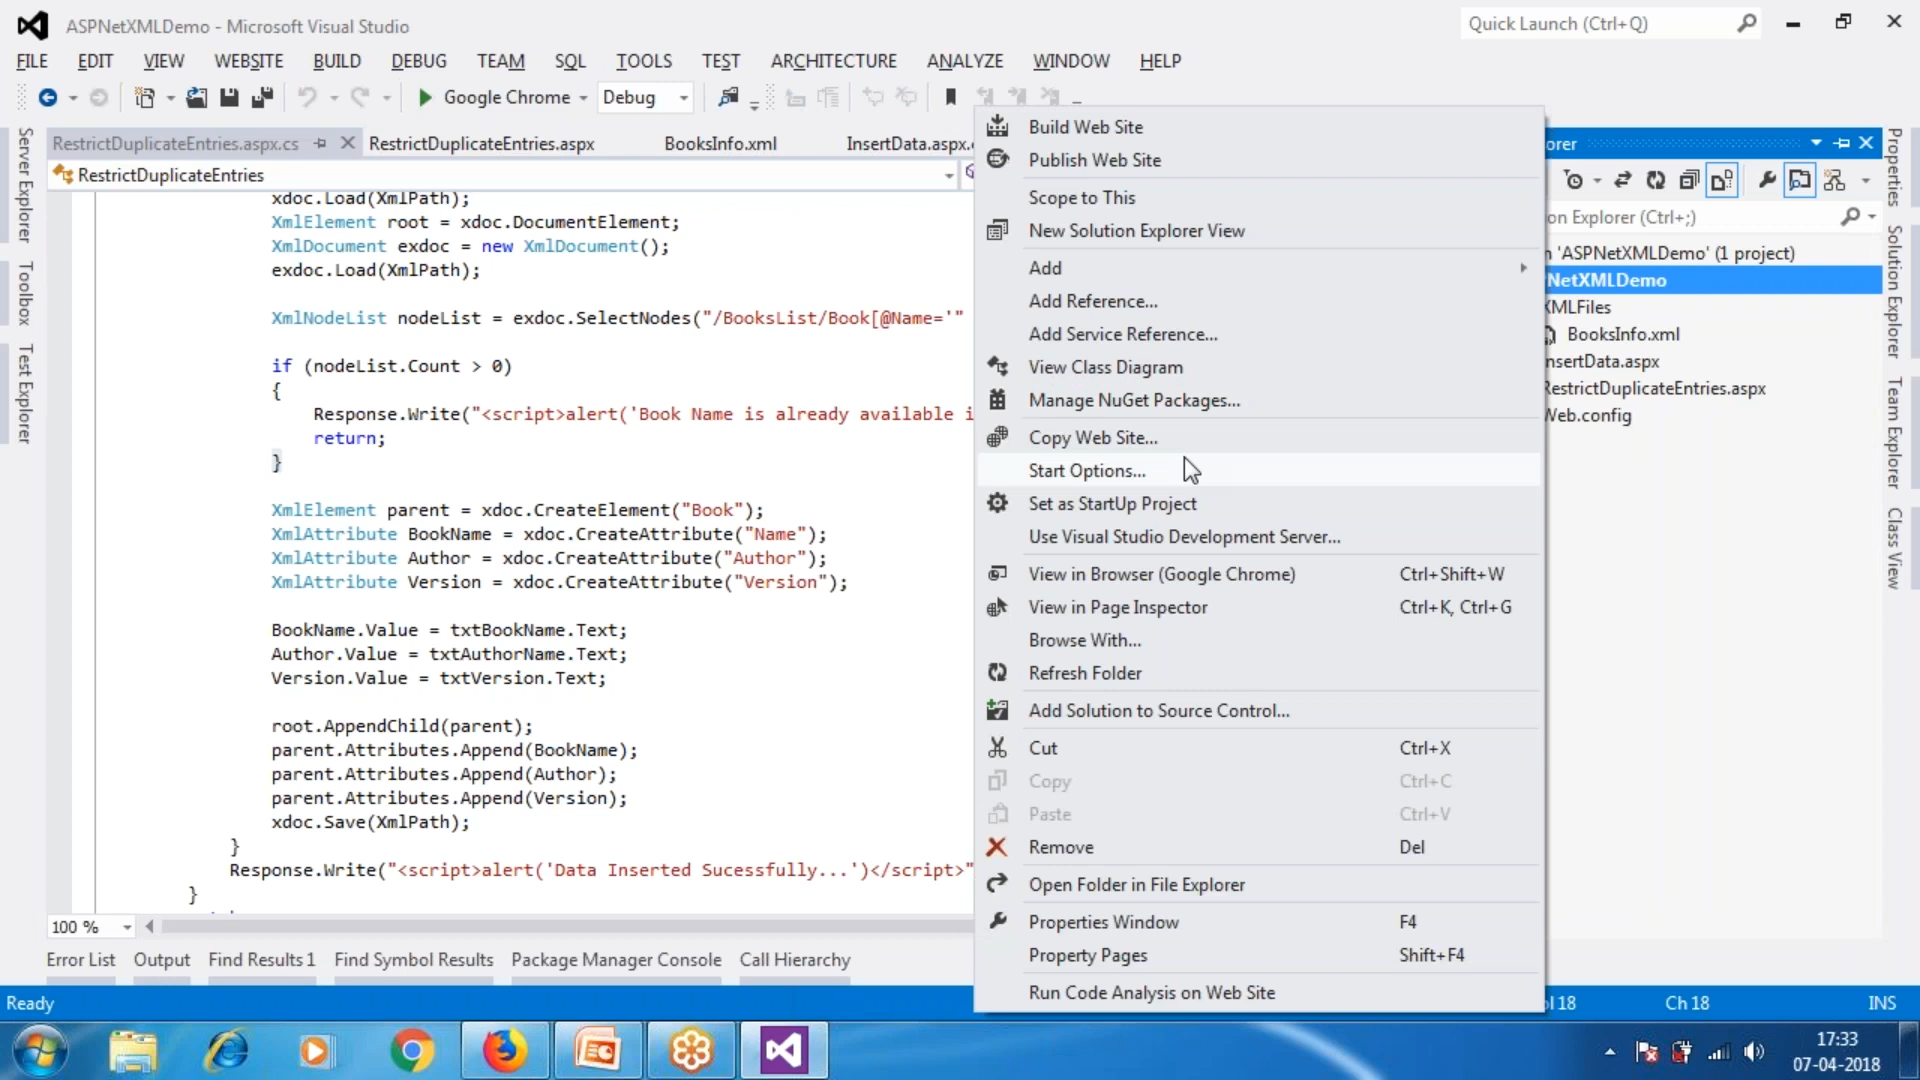 ASPNetXMLDemo - Microsoft Visual Studio
Quick Launch (Ctrl+Q)
FILE EDIT VIEW WEBSITE BUILD DEBUG TEAM SQL TOOLS TEST ARCHITECTURE ANALYZE WINDOW HELP
Google Chrome Debug
RestrictDuplicateEntries.aspx.cs RestrictDuplicateEntries.aspx BooksInfo.xml InsertData.aspx.
RestrictDuplicateEntries
Server Explorer
Toolbox
Test Explorer
xdoc.Load(XmlPath);
XmlElement root = xdoc.DocumentElement;
XmlDocument exdoc = new XmlDocument();
exdoc.Load(XmlPath);
XmlNodeList nodeList = exdoc.SelectNodes("/BooksList/Book[@Name='"
if (nodeList.Count > 0)
{
Response.Write("<script>alert('Book Name is already available i
return;
}
XmlElement parent = xdoc.CreateElement("Book");
XmlAttribute BookName = xdoc.CreateAttribute("Name");
XmlAttribute Author = xdoc.CreateAttribute("Author");
XmlAttribute Version = xdoc.CreateAttribute("Version");
BookName.Value = txtBookName.Text;
Author.Value = txtAuthorName.Text;
Version.Value = txtVersion.Text;
root.AppendChild(parent);
parent.Attributes.Append(BookName);
parent.Attributes.Append(Author);
parent.Attributes.Append(Version);
xdoc.Save(XmlPath);
}
Response.Write("<script>alert('Data Inserted Sucessfully...')</script>"
}
100 %
Error List Output Find Results 1 Find Symbol Results Package Manager Console Call Hierarchy
Build Web Site
Publish Web Site
Scope to This
New Solution Explorer View
Add
Add Reference...
Add Service Reference...
View Class Diagram
Manage NuGet Packages...
Copy Web Site...
Start Options...
Set as StartUp Project
Use Visual Studio Development Server...
View in Browser (Google Chrome) Ctrl+Shift+W
View in Page Inspector Ctrl+K, Ctrl+G
Browse With...
Refresh Folder
Add Solution to Source Control...
Cut Ctrl+X
Copy Ctrl+C
Paste Ctrl+V
Remove Del
Open Folder in File Explorer
Properties Window F4
Property Pages Shift+F4
Run Code Analysis on Web Site
orer
on Explorer (Ctrl+;)
n 'ASPNetXMLDemo' (1 project)
PNetXMLDemo
XMLFiles
BooksInfo.xml
nsertData.aspx
RestrictDuplicateEntries.aspx
Web.config
Properties
Solution Explorer
Team Explorer
Class View
Ready
ol 18 Ch 18 INS
17:33
07-04-2018